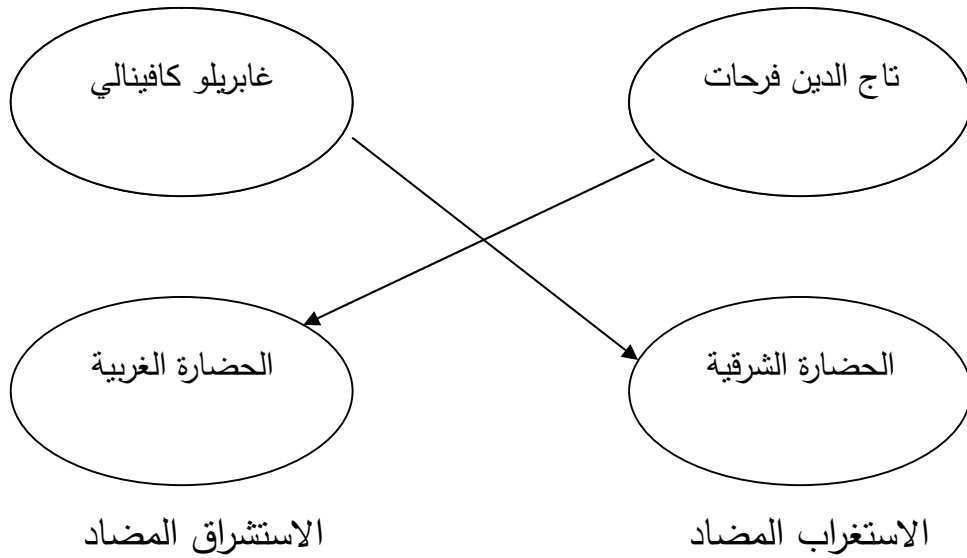 تاج الدين فرحات
غابريلو كافينالي
الحضارة الشرقية
الحضارة الغربية
الاستغراب المضاد
الاستشراق المضاد